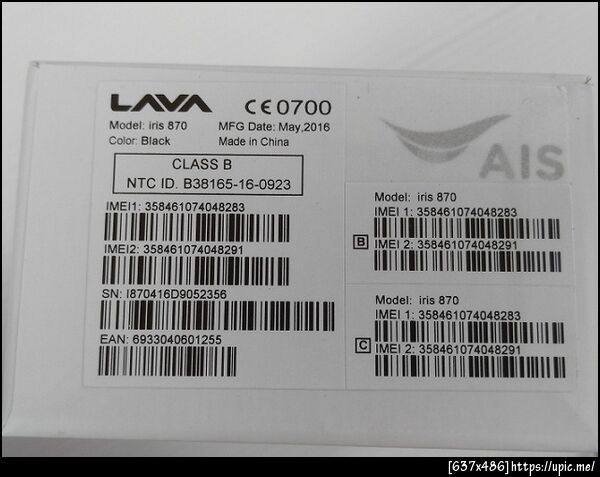 LAVA CE0700
Model: iris 870 MFG Date: May,2016
Color: Black Made in China
CLASS B
NTC ID. B38165-16-0923
IMEI1: 358461074048283
IMEI2: 358461074048291
SN: I870416D9052356
EAN: 6933040601255
AIS
Model: iris 870
IMEI 1: 358461074048283
B
IMEI 2: 358461074048291
Model: iris 870
IMEI 1: 358461074048283
C
IMEI 2: 358461074048291
[637x486]https://upic.me/